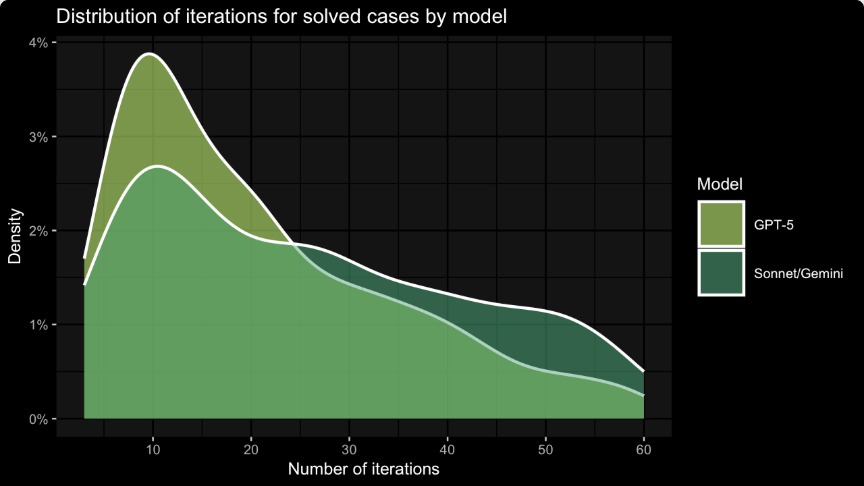 Distribution of iterations for solved cases by model
4%
3%
2%
1%
0%
Density
10 20 30 40 50 60
Number of iterations
Model
GPT-5
Sonnet/Gemini